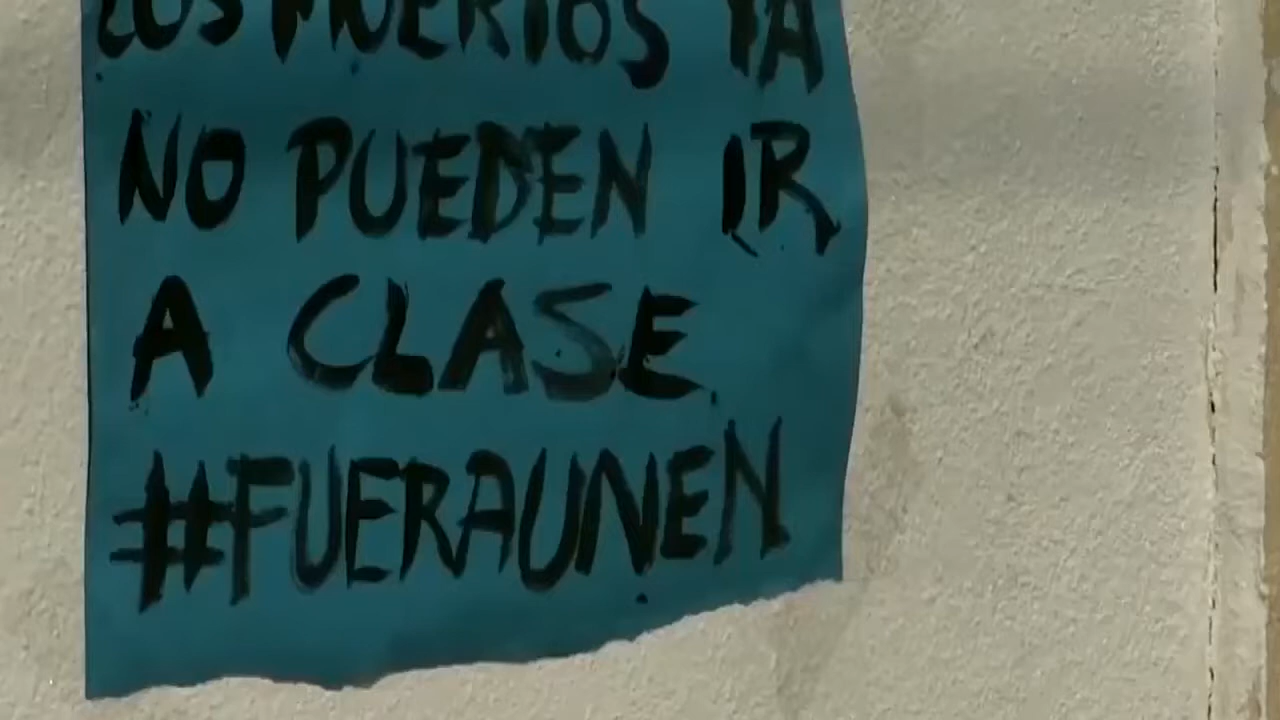 LOS MUERTOS YA
NO PUEDEN IR
A CLASE
#FUERAUNEN